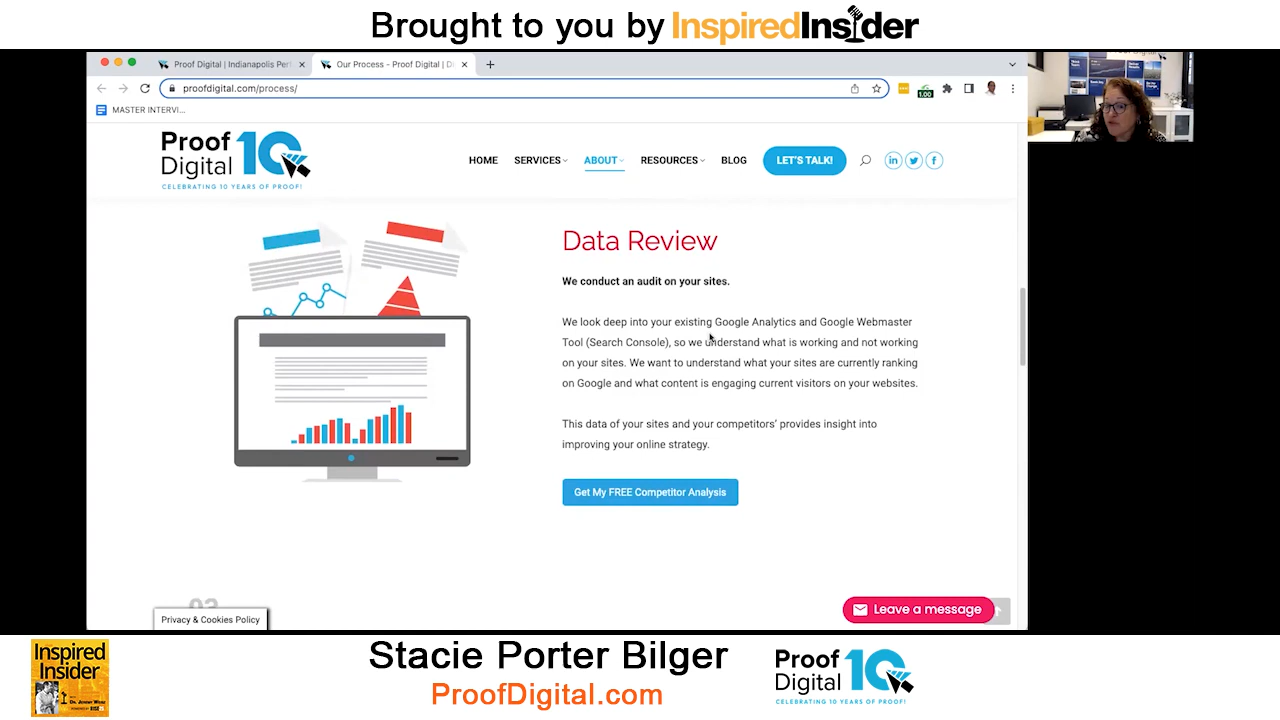 Brought to you by InspiredInsider
Proof Digital | Indianapolis Per
Our Process - Proof Digital | D
proofdigital.com/process/
1.00
MASTER INTERVI...
Proof
Digital 10
CELEBRATING 10 YEARS OF PROOF!
HOME SERVICES ABOUT RESOURCES BLOG LET'S TALK!
Data Review
We conduct an audit on your sites.
We look deep into your existing Google Analytics and Google Webmaster
Tool (Search Console), so we understand what is working and not working
on your sites. We want to understand what your sites are currently ranking
on Google and what content is engaging current visitors on your websites.
This data of your sites and your competitors' provides insight into
improving your online strategy.
Get My FREE Competitor Analysis
03
Privacy & Cookies Policy
Leave a message
Inspired
Insider
Stacie Porter Bilger
ProofDigital.com
Proof
Digital 10
CELEBRATING 10 YEARS OF PROOF!